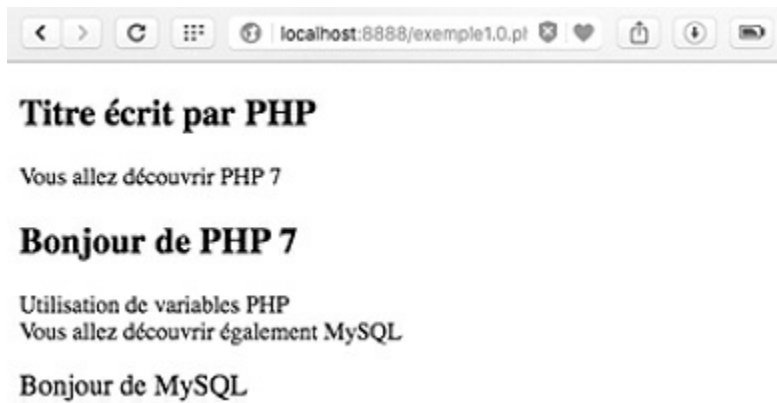 localhost:8888/exemple1.0.ph
Titre écrit par PHP
Vous allez découvrir PHP 7
Bonjour de PHP 7
Utilisation de variables PHP
Vous allez découvrir également MySQL
Bonjour de MySQL